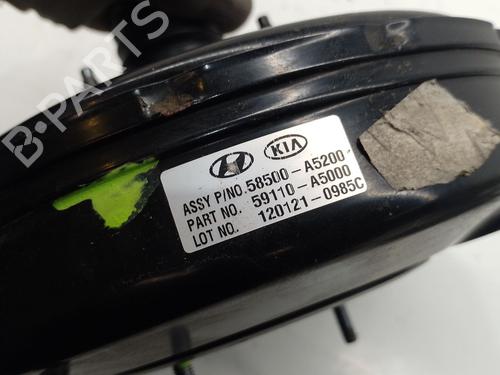 B-PARTS
KIA
ASSY P/NO. 58500-A5200
PART NO. 59110-A5000
LOT NO. 120121-0985C